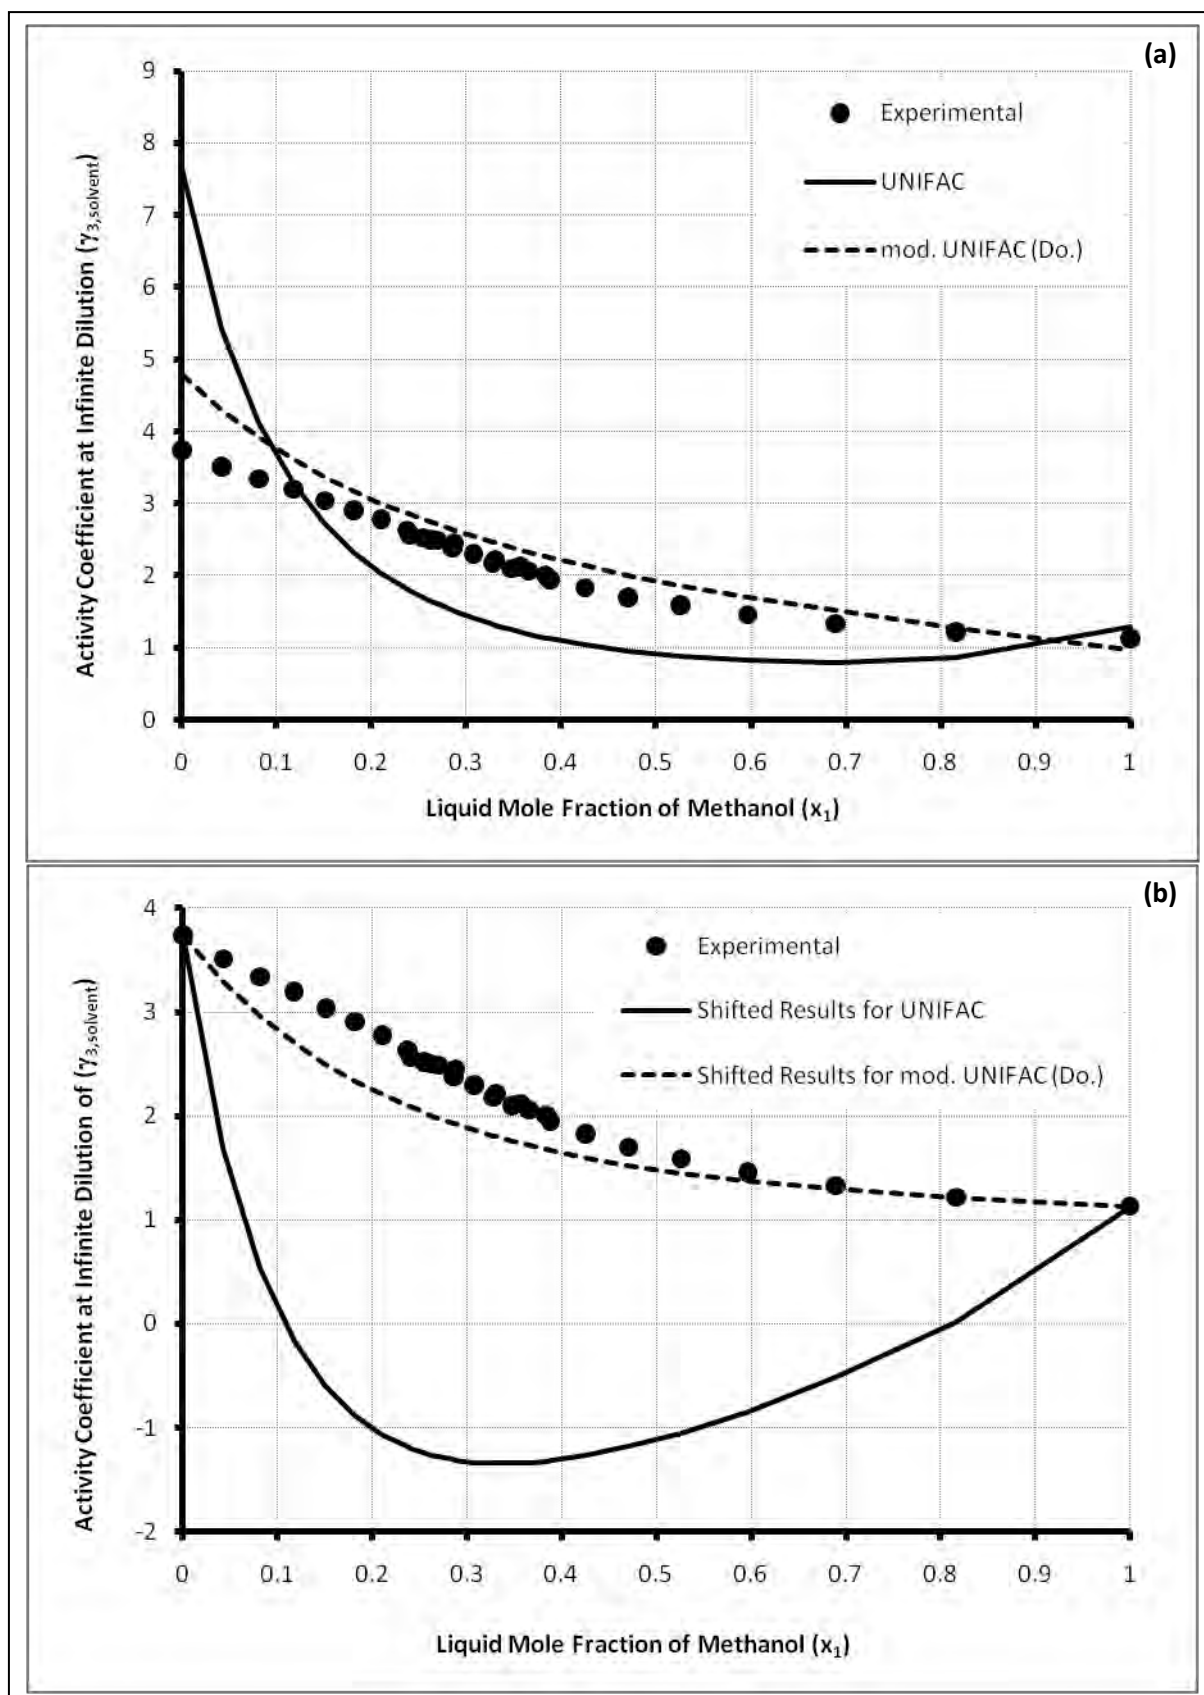 (a)
9
8
7
6
5
4
3
2
1
0
Activity Coefficient at Infinite Dilution (γ3,solvent)
Experimental
UNIFAC
mod. UNIFAC (Do.)
0 0.1 0.2 0.3 0.4 0.5 0.6 0.7 0.8 0.9 1
Liquid Mole Fraction of Methanol (x1)
(b)
4
3
2
1
0
-1
-2
Activity Coefficient at Infinite Dilution of (γ3,solvent)
Experimental
Shifted Results for UNIFAC
Shifted Results for mod. UNIFAC (Do.)
0 0.1 0.2 0.3 0.4 0.5 0.6 0.7 0.8 0.9 1
Liquid Mole Fraction of Methanol (x1)